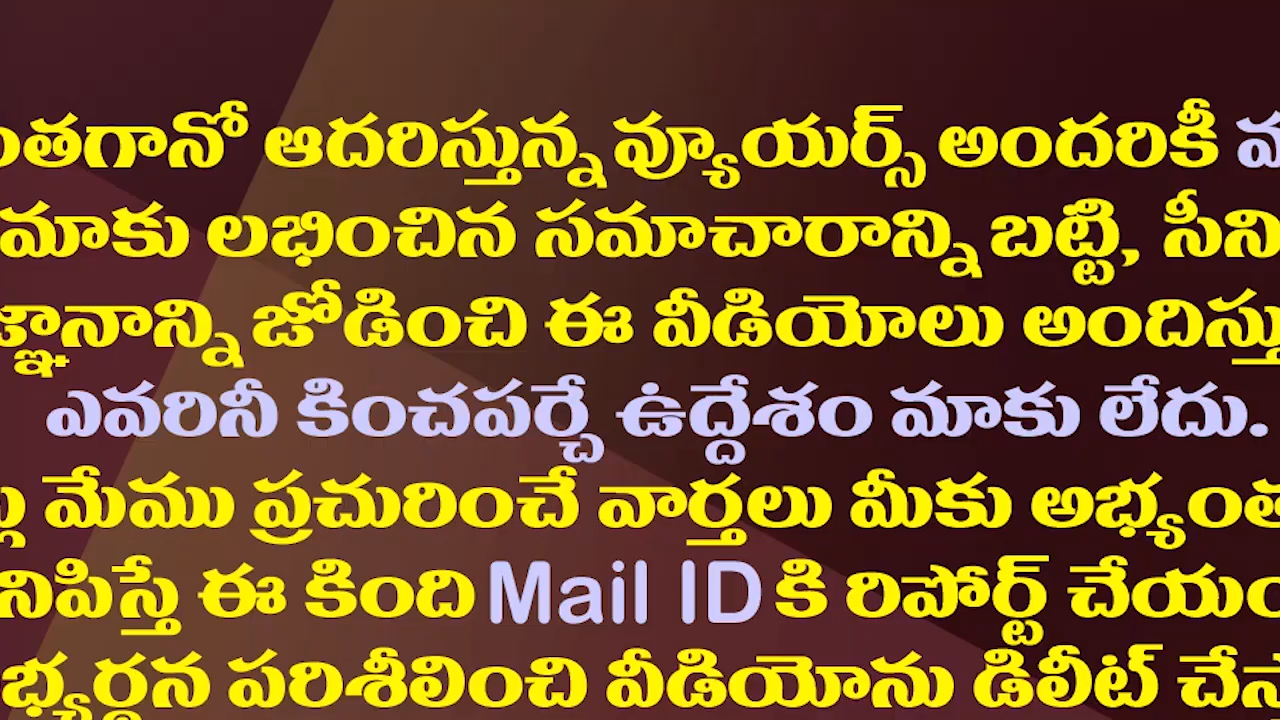 ంతగానో ఆదరిస్తున్న వ్యూయర్స్ అందరికీ
మాకు లభించిన సమాచారాన్ని బట్టి, సీని
జ్ఞానాన్ని జోడించి ఈ వీడియోలు అందిస్తు
ఎవరినీ కించపర్చే ఉద్దేశం మాకు లేదు.
ల్ల మేము ప్రచురించే వార్తలు మీకు అభ్యంత
నిపిస్తే ఈ కింది Mail ID కి రిపోర్ట్ చేయం
భ్యర్థన పరిశీలించి వీడియోను డిలీట్ చేస